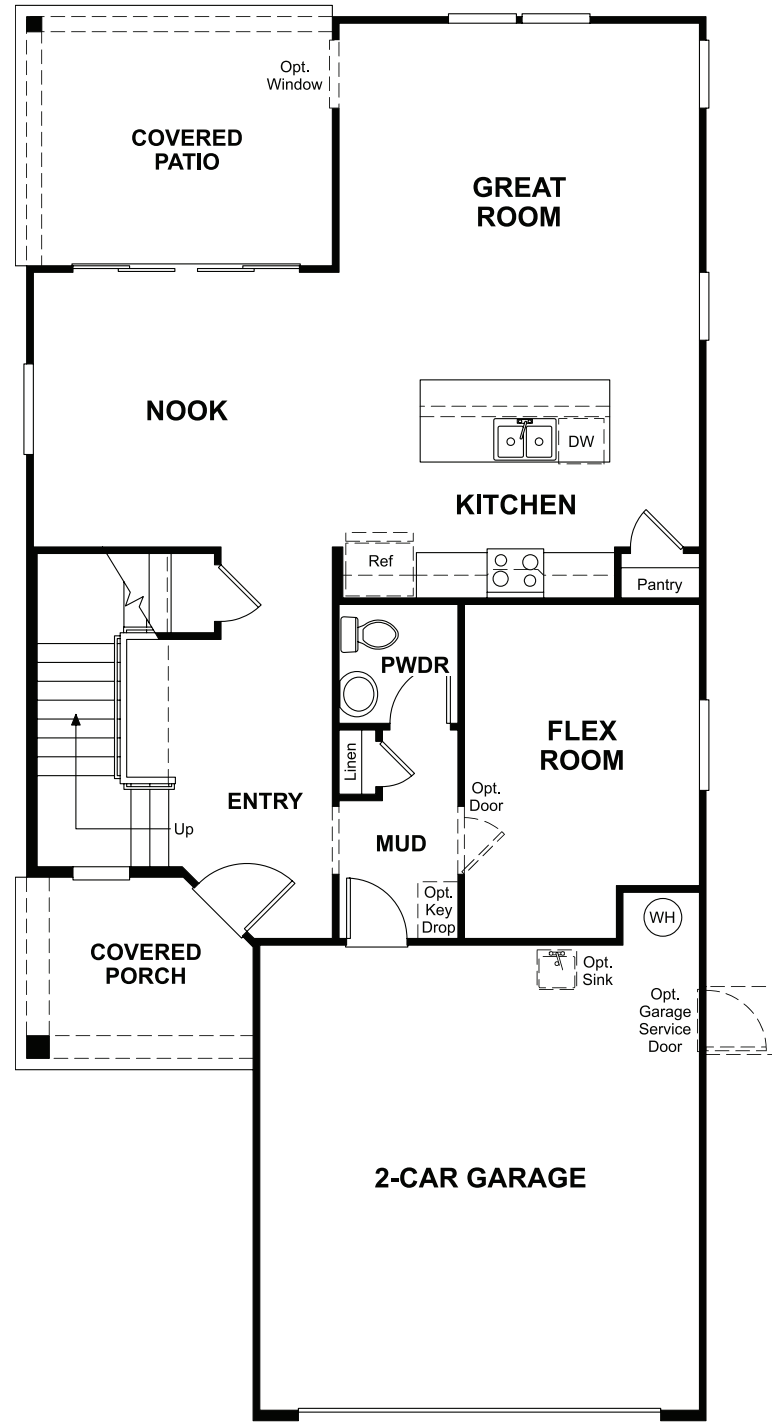 Opt.
Window
COVERED
PATIO
GREAT
ROOM
NOOK
DW
KITCHEN
Ref
Pantry
PWDR
FLEX
ROOM
Linen
Opt.
Door
ENTRY
Up
MUD
Opt.
Key
Drop
WH
COVERED
PORCH
Opt.
Sink
Opt.
Garage
Service
Door
2-CAR GARAGE